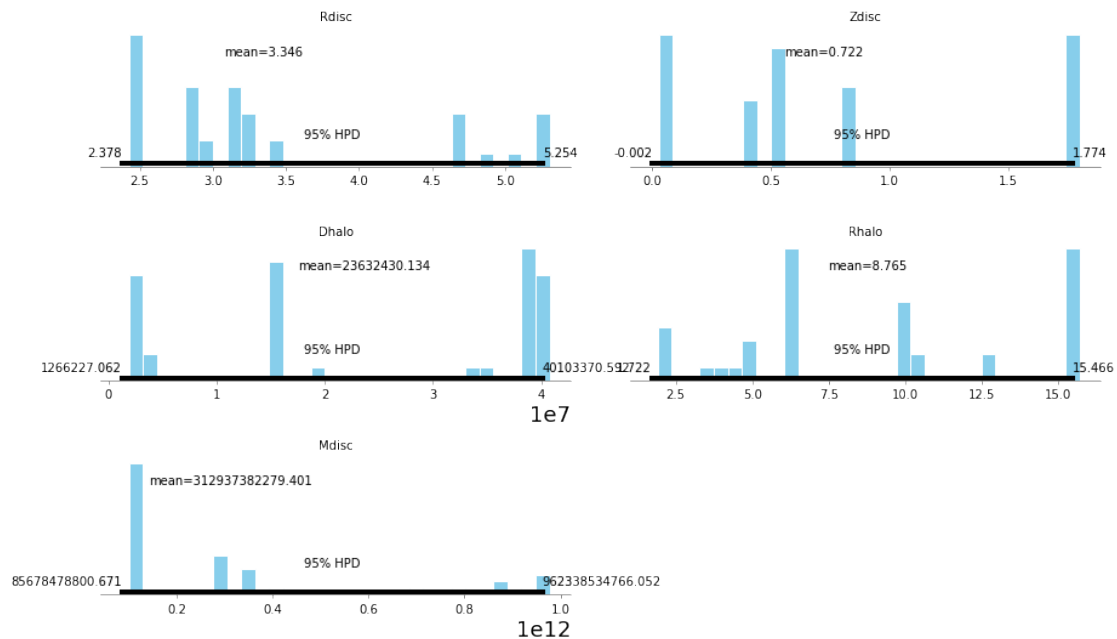 Rdisc
mean=3.346
95% HPD
2.378
5.254
2.5 3.0 3.5 4.0 4.5 5.0
Zdisc
mean=0.722
95% HPD
-0.002
1.774
0.0 0.5 1.0 1.5
Dhalo
mean=23632430.134
95% HPD
1266227.062
40103370.592
0 1 2 3 4
1e7
Rhalo
mean=8.765
95% HPD
1.722
15.466
2.5 5.0 7.5 10.0 12.5 15.0
Mdisc
mean=312937382279.401
95% HPD
85678478800.671
962338534766.052
0.2 0.4 0.6 0.8 1.0
1e12